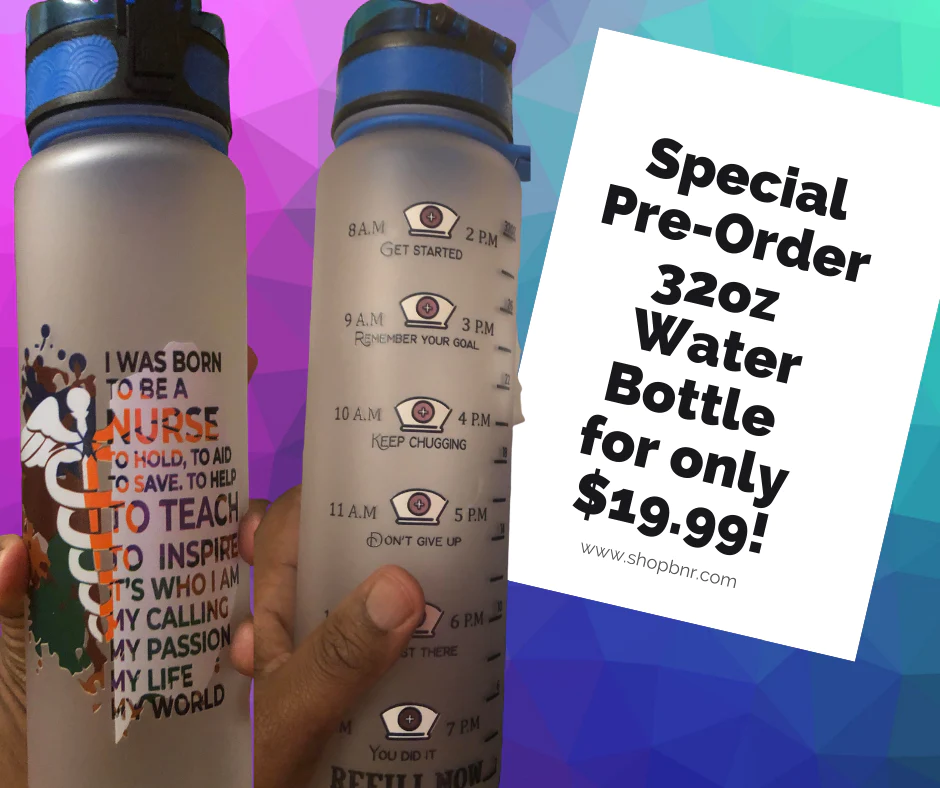 I WAS BORN
TO BE A
NURSE
TO HOLD, TO AID
TO SAVE. TO HELP
TO TEACH
TO INSPIRE
IT'S WHO I AM
MY CALLING
MY PASSION
MY LIFE
MY WORLD
8 A.M 2 P.M
GET STARTED
9 A.M 3 P.M
REMEMBER YOUR GOAL
10 A.M 4 P.M
KEEP CHUGGING
11 A.M 5 P.M
DON'T GIVE UP
6 P.M
THERE
7 P.M
YOU DID IT
REFILL NOW
Special
Pre-Order
32oz
Water
Bottle
for only
$19.99!
www.shopbnr.com